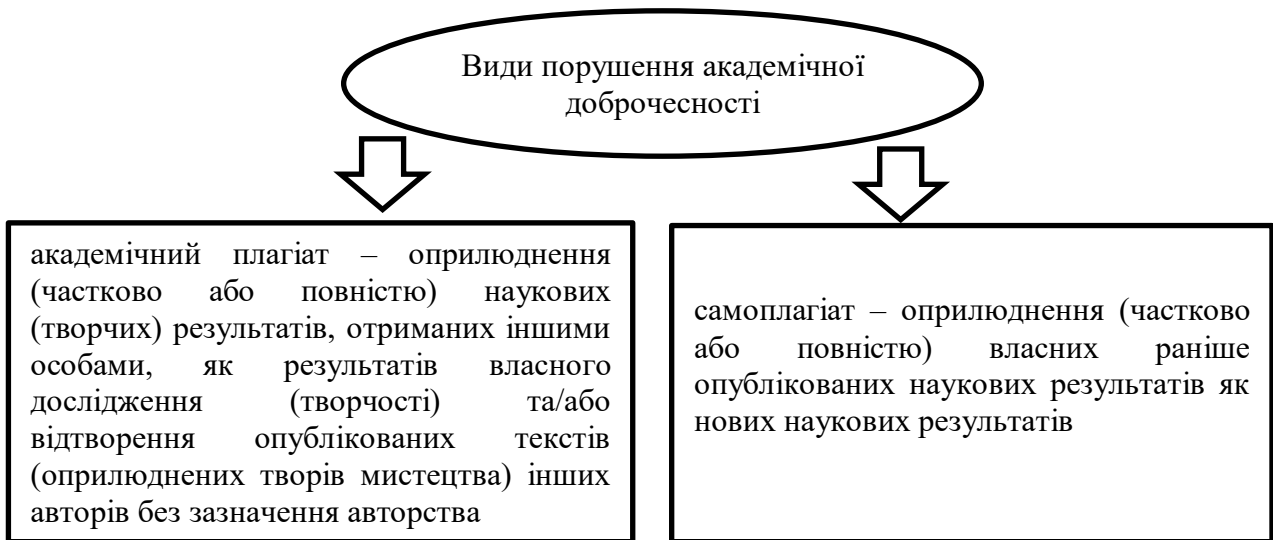 Види порушення академічної
доброчесності
академічний плагіат – оприлюднення
(частково або повністю) наукових
(творчих) результатів, отриманих іншими
особами, як результатів власного
дослідження (творчості) та/або
відтворення опублікованих текстів
(оприлюднених творів мистецтва) інших
авторів без зазначення авторства
самоплагіат – оприлюднення (частково
або повністю) власних раніше
опублікованих наукових результатів як
нових наукових результатів